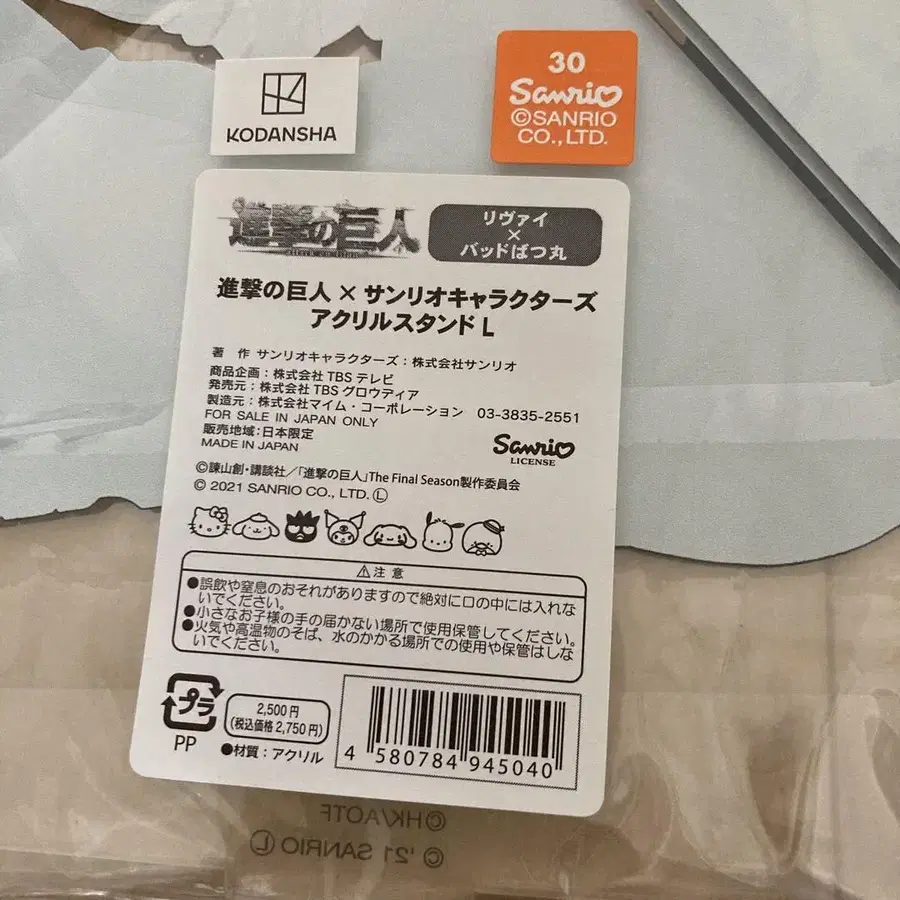 KODANSHA
30
Sanrio
©SANRIO
CO.,LTD.
進撃の巨人
リヴァイ
×
バッドばつ丸
進撃の巨人×サンリオキャラクターズ
アクリルスタンド L
著 作 サンリオキャラクターズ：株式会社サンリオ
商品企画：株式会社 TBS テレビ
発売元：株式会社 TBS グロウディア
製造元：株式会社マイム・コーポレーション 03-3835-2551
FOR SALE IN JAPAN ONLY
販売地域：日本限定
MADE IN JAPAN
Sanrio
LICENSE
©諫山創・講談社／「進撃の巨人」The Final Season製作委員会
© 2021 SANRIO CO., LTD. Ⓛ
⚠注 意
●誤飲や窒息のおそれがありますので絶対に口の中には入れな
いでください。
●小さなお子様の手の届かない場所で使用保管してください。
●火気や高温物のそば、水のかかる場所での使用や保管はしな
いでください。
プラ
PP
2,500円
（税込価格 2,750円）
●材質：アクリル
4 580784 945040
©HK/AOTF
© '21 SANRIO Ⓛ